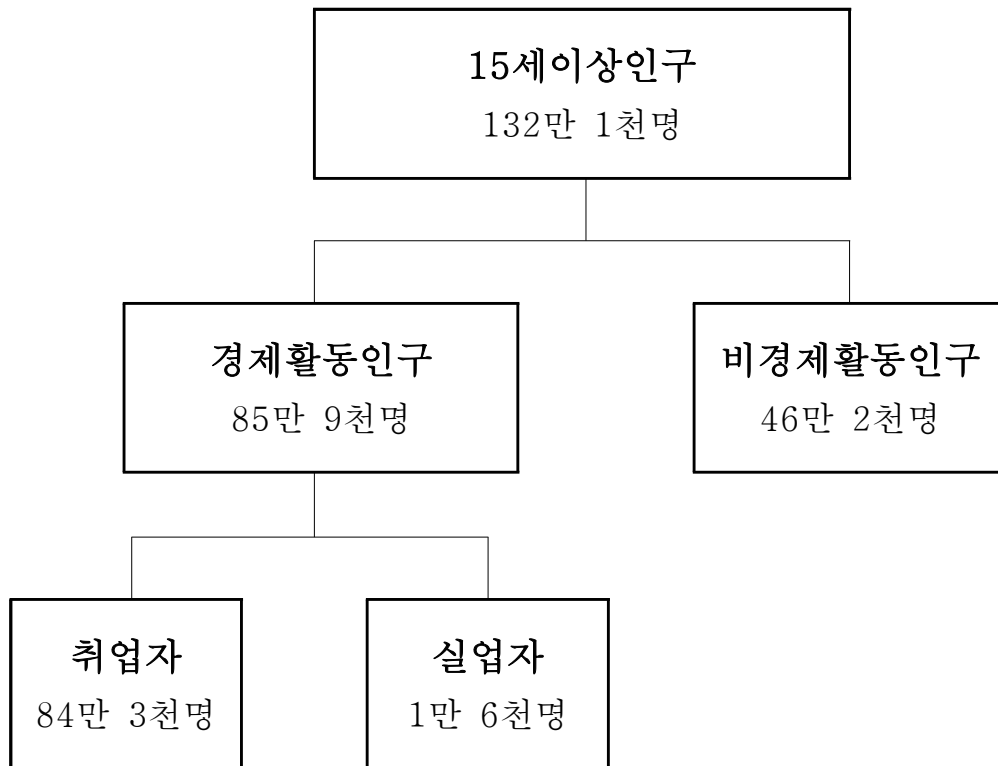 15세이상인구
132만 1천명
경제활동인구
85만 9천명
비경제활동인구
46만 2천명
취업자
84만 3천명
실업자
1만 6천명